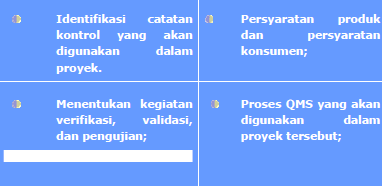 Identifikasi catatan
kontrol yang akan
digunakan dalam
proyek.
Persyaratan produk
dan persyaratan
konsumen;
Menentukan kegiatan
verifikasi, validasi,
dan pengujian;
Proses QMS yang akan
digunakan dalam
proyek tersebut;